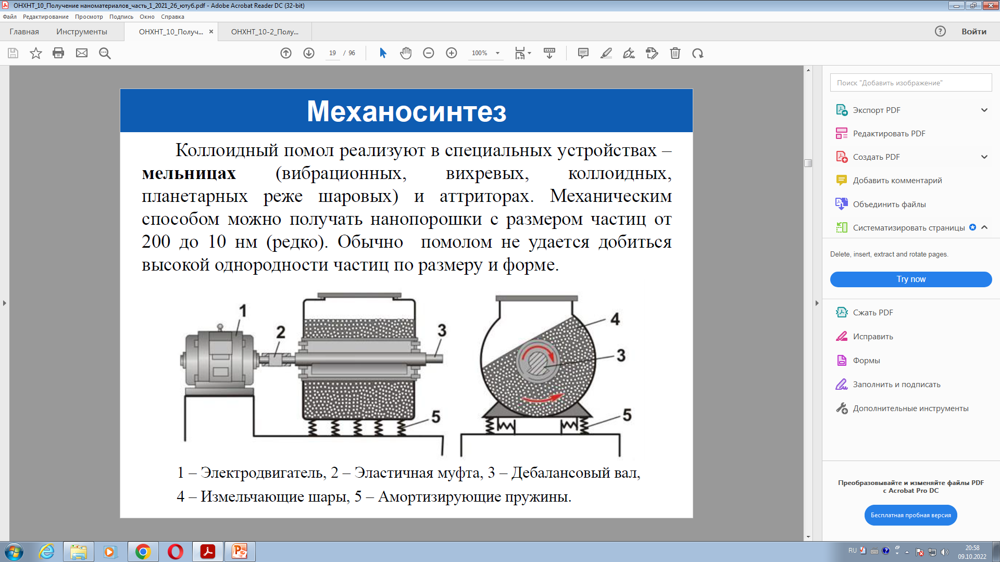 ОНХНТ_10_Получение наноматериалов_часть_1_2021_26_ютуб.pdf - Adobe Acrobat Reader DC (32-bit)
Файл Редактирование Просмотр Подпись Окно Справка
Главная Инструменты ОНХНТ_10_Получ... × ОНХНТ_10-2_Полу... Войти
19 / 96 100%
Механосинтез
Коллоидный помол реализуют в специальных устройствах –
мельницах (вибрационных, вихревых, коллоидных,
планетарных реже шаровых) и аттриторах. Механическим
способом можно получать нанопорошки с размером частиц от
200 до 10 нм (редко). Обычно помолом не удается добиться
высокой однородности частиц по размеру и форме.
1
2
3
5
4
3
5
1 – Электродвигатель, 2 – Эластичная муфта, 3 – Дебалансовый вал,
4 – Измельчающие шары, 5 – Амортизирующие пружины.
Поиск "Добавить изображение"
Экспорт PDF
Редактировать PDF
Создать PDF
Добавить комментарий
Объединить файлы
Систематизировать страницы
Delete, insert, extract and rotate pages.
Try now
Сжать PDF
Исправить
Формы
Заполнить и подписать
Дополнительные инструменты
Преобразовывайте и изменяйте файлы PDF
с Acrobat Pro DC
Бесплатная пробная версия
RU
20:58
09.10.2022